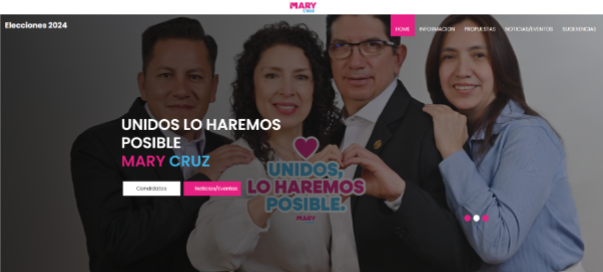 MARY
CRUZ
Elecciones 2024
HOME INFORMACIÓN PROPUESTAS NOTICIAS/EVENTOS SUGERENCIAS
UNIDOS LO HAREMOS
POSIBLE
MARY CRUZ
Candidatos Noticias/Eventos
UNIDOS,
LO HAREMOS
POSIBLE.
MARY